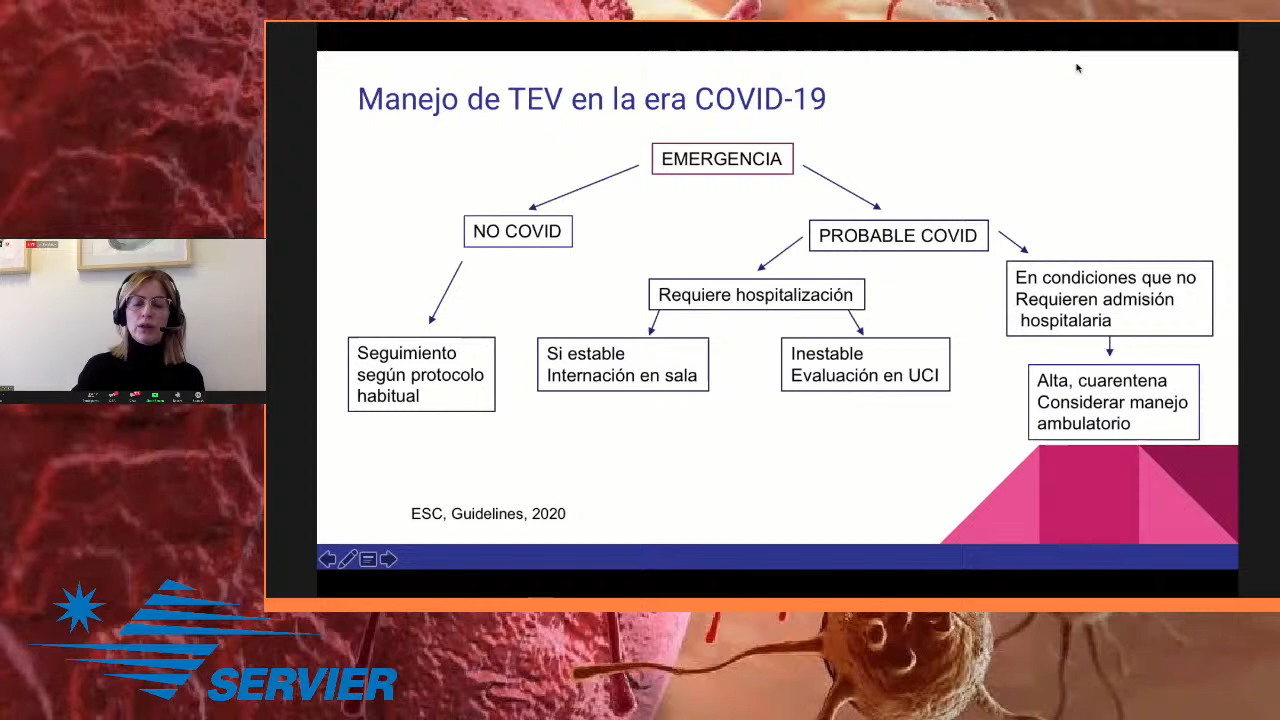 Manejo de TEV en la era COVID-19
EMERGENCIA
NO COVID
PROBABLE COVID
Requiere hospitalización
En condiciones que no
Requieren admisión
hospitalaria
Seguimiento
según protocolo
habitual
Si estable
Internación en sala
Inestable
Evaluación en UCI
Alta, cuarentena
Considerar manejo
ambulatorio
ESC, Guidelines, 2020
SERVIER